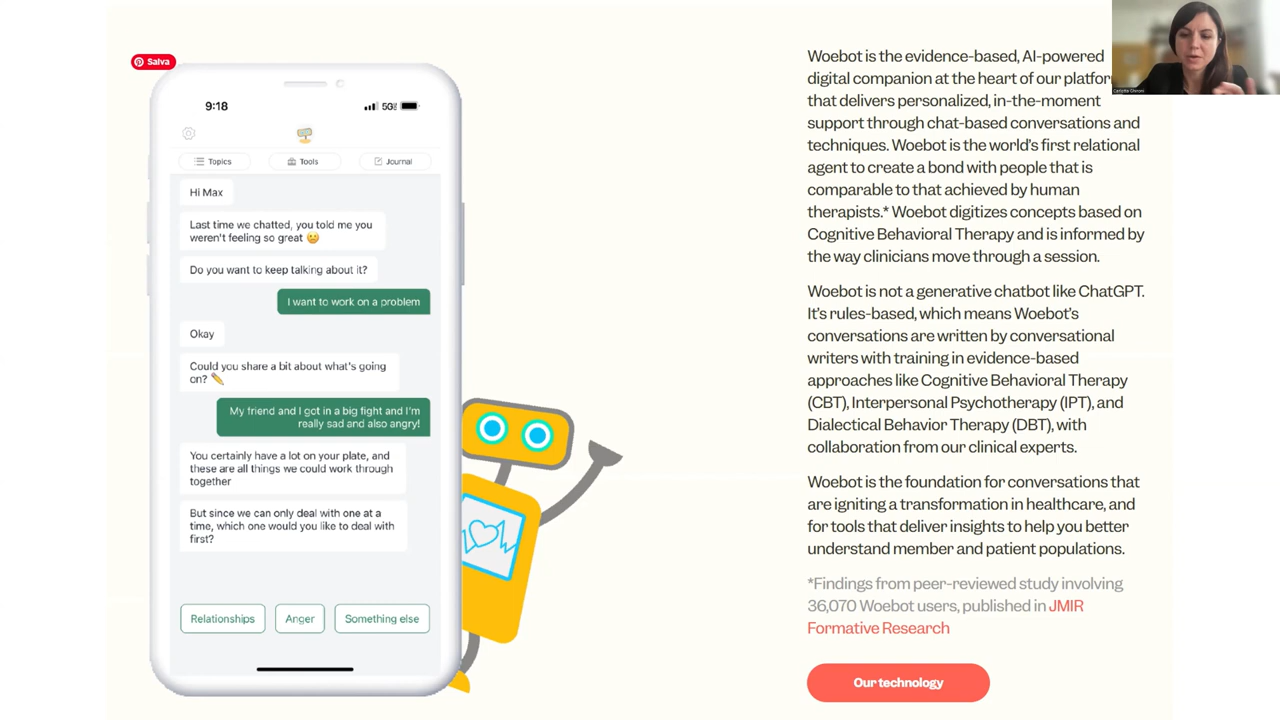 Salva
9:18
5G
Topics
Tools
Journal
Hi Max
Last time we chatted, you told me you
weren't feeling so great
Do you want to keep talking about it?
I want to work on a problem
Okay
Could you share a bit about what's going
on?
My friend and I got in a big fight and I'm
really sad and also angry!
You certainly have a lot on your plate, and
these are all things we could work through
together
But since we can only deal with one at a
time, which one would you like to deal with
first?
Relationships
Anger
Something else
Woebot is the evidence-based, AI-powered
digital companion at the heart of our platfor
that delivers personalized, in-the-moment
support through chat-based conversations and
techniques. Woebot is the world's first relational
agent to create a bond with people that is
comparable to that achieved by human
therapists.* Woebot digitizes concepts based on
Cognitive Behavioral Therapy and is informed by
the way clinicians move through a session.
Woebot is not a generative chatbot like ChatGPT.
It's rules-based, which means Woebot's
conversations are written by conversational
writers with training in evidence-based
approaches like Cognitive Behavioral Therapy
(CBT), Interpersonal Psychotherapy (IPT), and
Dialectical Behavior Therapy (DBT), with
collaboration from our clinical experts.
Woebot is the foundation for conversations that
are igniting a transformation in healthcare, and
for tools that deliver insights to help you better
understand member and patient populations.
*Findings from peer-reviewed study involving
36,070 Woebot users, published in JMIR
Formative Research
Our technology